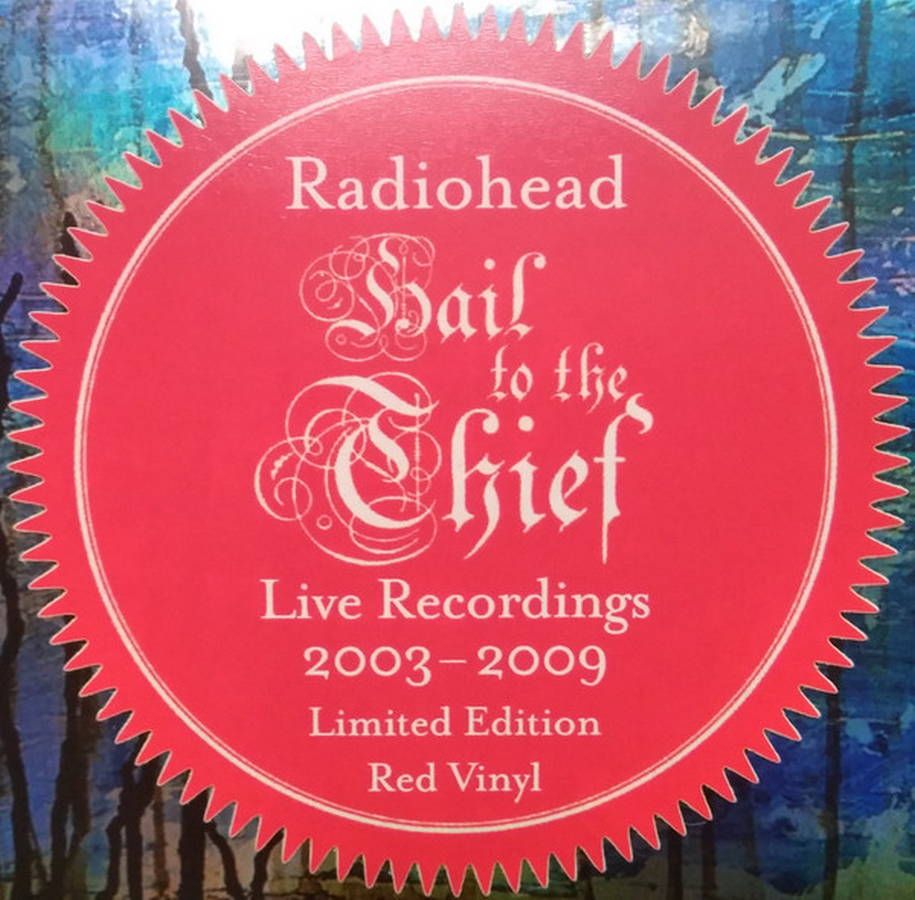 Radiohead
Hail
to the
Thief
Live Recordings
2003–2009
Limited Edition
Red Vinyl